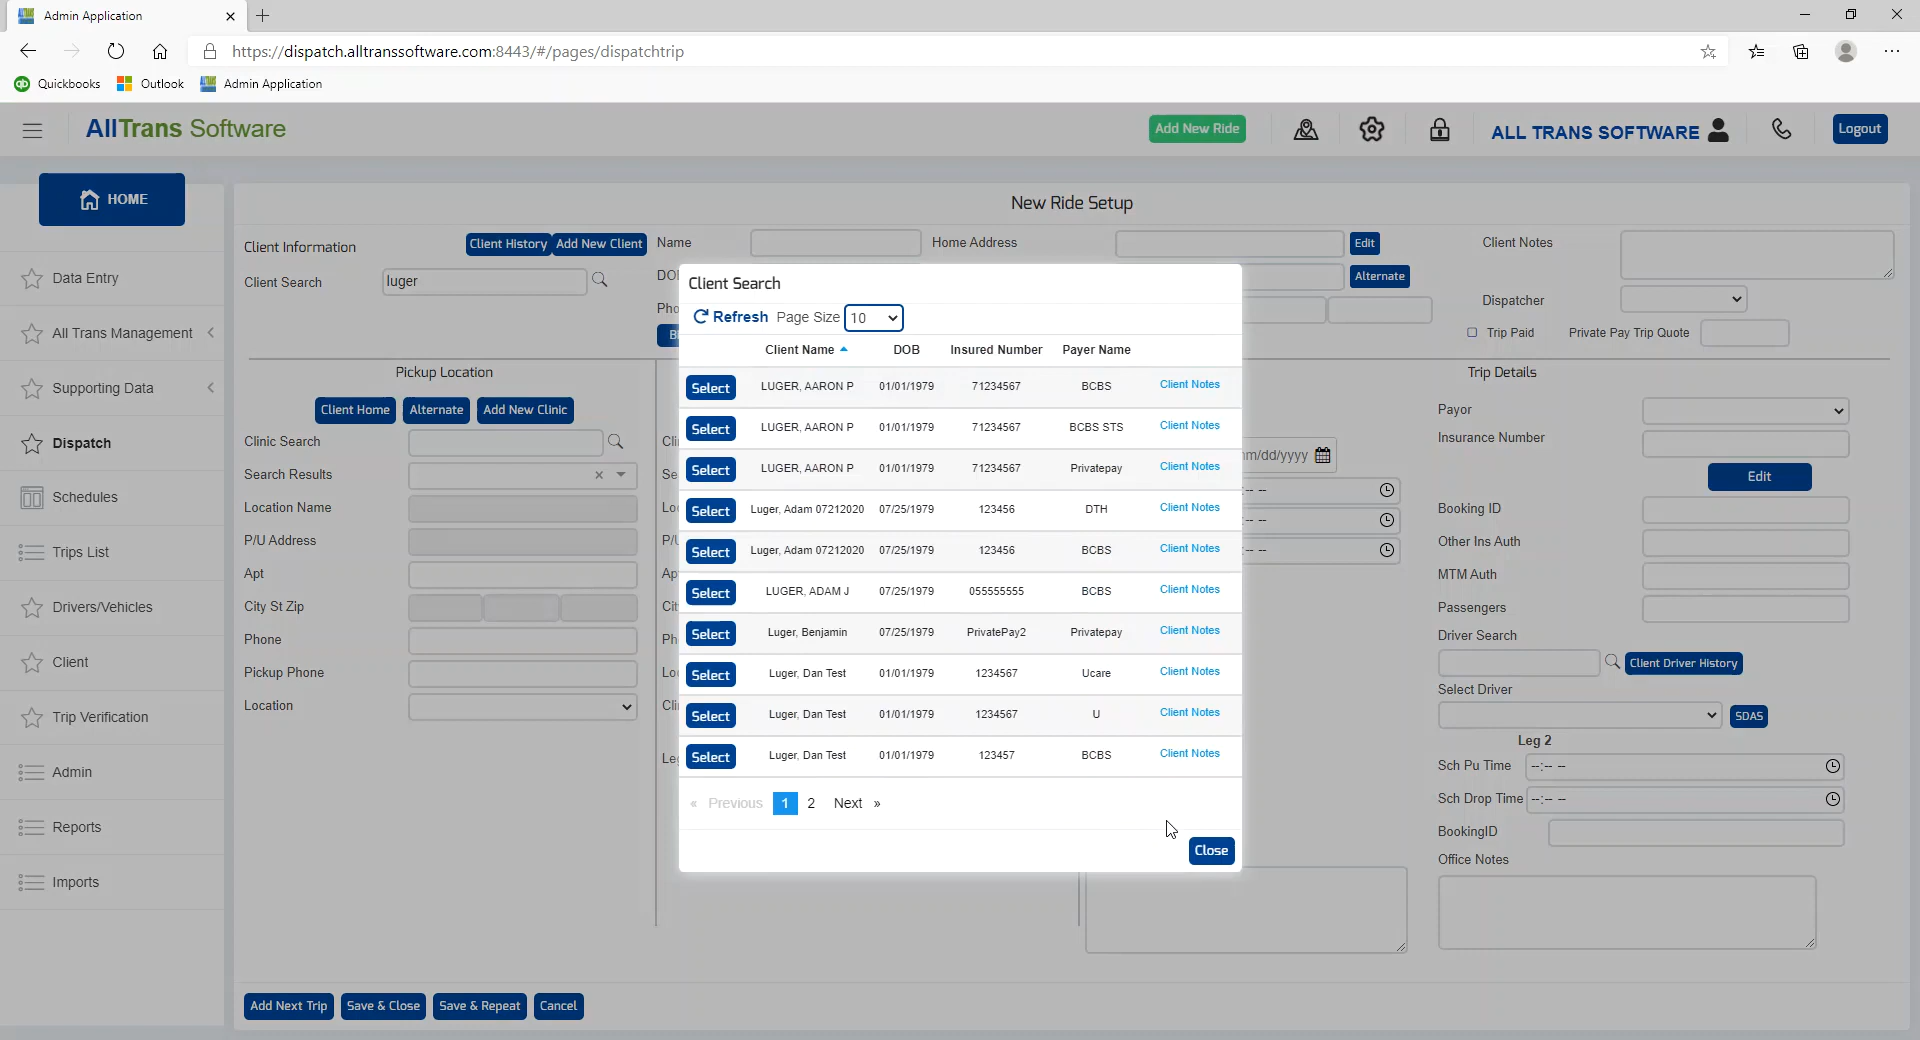 Admin Application
https://dispatch.alltranssoftware.com:8443/#/pages/dispatchtrip
Quickbooks Outlook Admin Application
AllTrans Software Add New Ride ALL TRANS SOFTWARE Logout
HOME
Data Entry
All Trans Management
Supporting Data
Dispatch
Schedules
Trips List
Drivers/Vehicles
Client
Trip Verification
Admin
Reports
Imports
New Ride Setup
Client Information Client History Add New Client Name Home Address Edit Client Notes
Client Search luger Alternate
Dispatcher
Trip Paid Private Pay Trip Quote
Pickup Location
Client Home Alternate Add New Clinic
Clinic Search
Search Results
Location Name
P/U Address
Apt
City St Zip
Phone
Pickup Phone
Location
Client Search
Refresh Page Size 10
Client Name DOB Insured Number Payer Name
Select LUGER, AARON P 01/01/1979 71234567 BCBS Client Notes
Select LUGER, AARON P 01/01/1979 71234567 BCBS STS Client Notes
Select LUGER, AARON P 01/01/1979 71234567 Privatepay Client Notes
Select Luger, Adam 07212020 07/25/1979 123456 DTH Client Notes
Select Luger, Adam 07212020 07/25/1979 123456 BCBS Client Notes
Select LUGER, ADAM J 07/25/1979 055555555 BCBS Client Notes
Select Luger, Benjamin 07/25/1979 PrivatePay2 Privatepay Client Notes
Select Luger, Dan Test 01/01/1979 1234567 Ucare Client Notes
Select Luger, Dan Test 01/01/1979 1234567 U Client Notes
Select Luger, Dan Test 01/01/1979 123457 BCBS Client Notes
« Previous 1 2 Next »
Close
Trip Details
Payor
Insurance Number
Edit
Booking ID
Other Ins Auth
MTM Auth
Passengers
Driver Search
Client Driver History
Select Driver
SDAS
Leg 2
Sch Pu Time --:-- --
Sch Drop Time --:-- --
BookingID
Office Notes
Add Next Trip Save & Close Save & Repeat Cancel